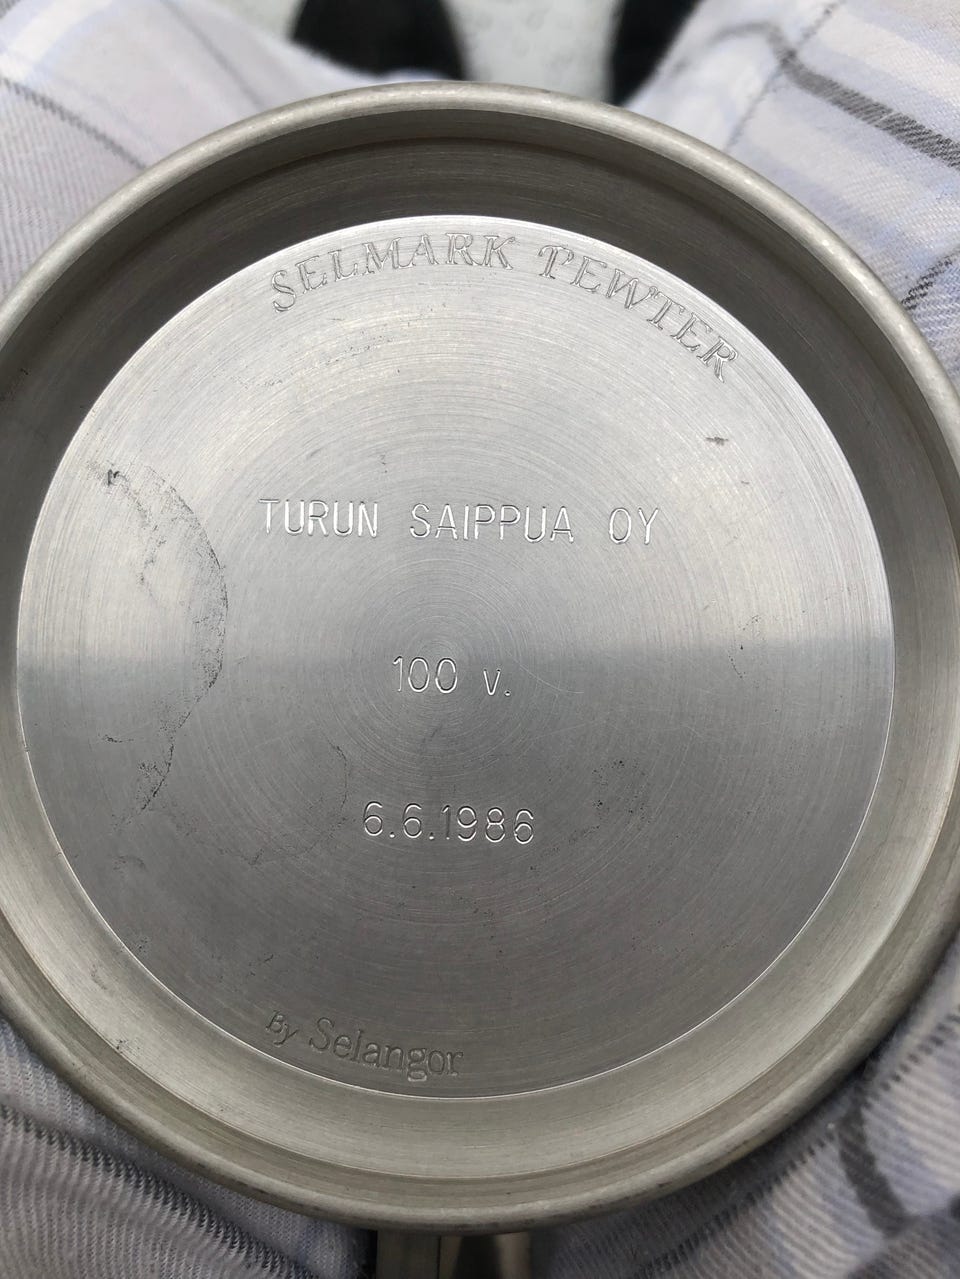 SELMARK PEWTER
TURUN SAIPPUA OY
100 v.
6.6.1986
By Selangor